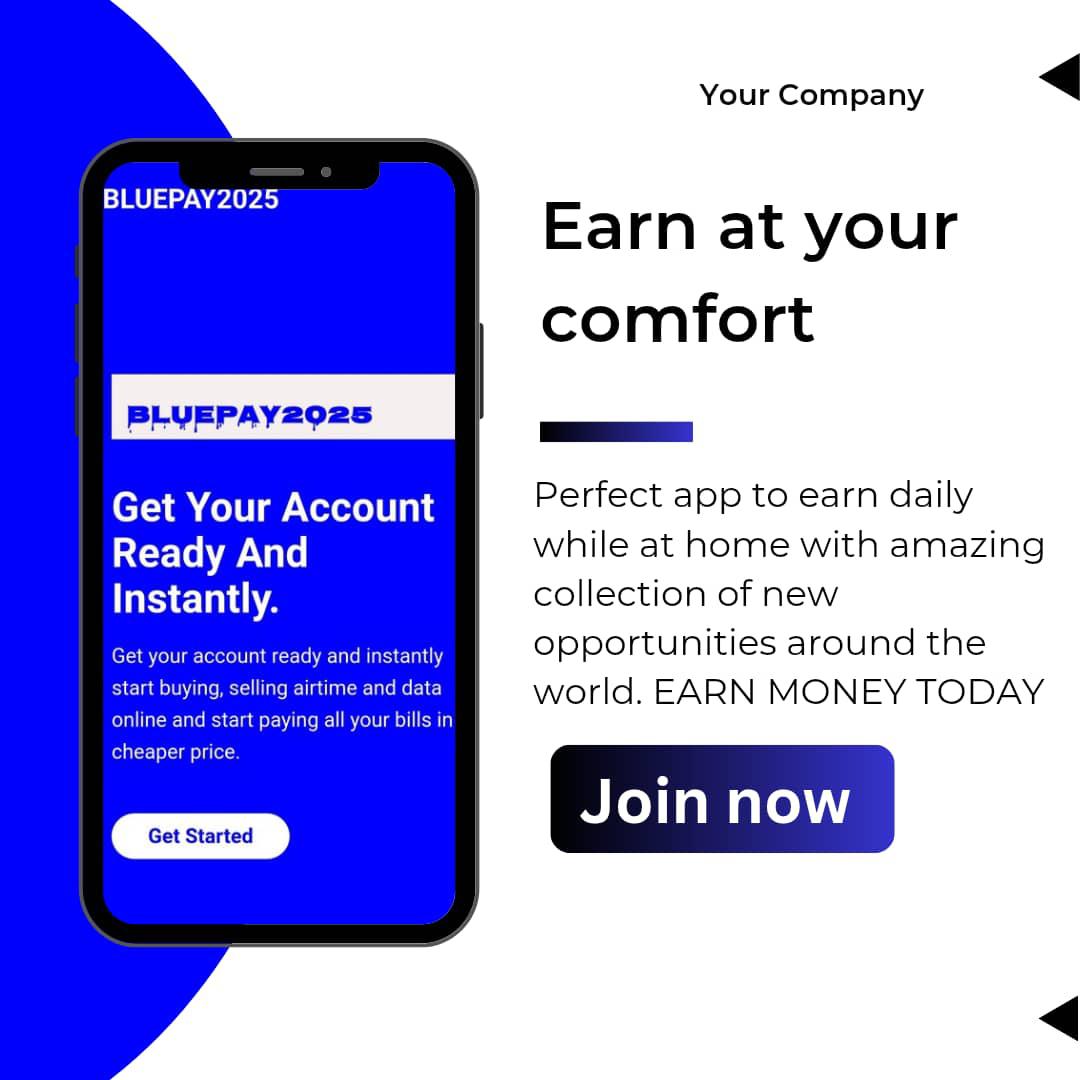 BLUEPAY2025
BLUEPAY2025
Get Your Account
Ready And
Instantly.
Get your account ready and instantly
start buying, selling airtime and data
online and start paying all your bills in
cheaper price.
Get Started
Your Company
Earn at your
comfort
Perfect app to earn daily
while at home with amazing
collection of new
opportunities around the
world. EARN MONEY TODAY
Join now